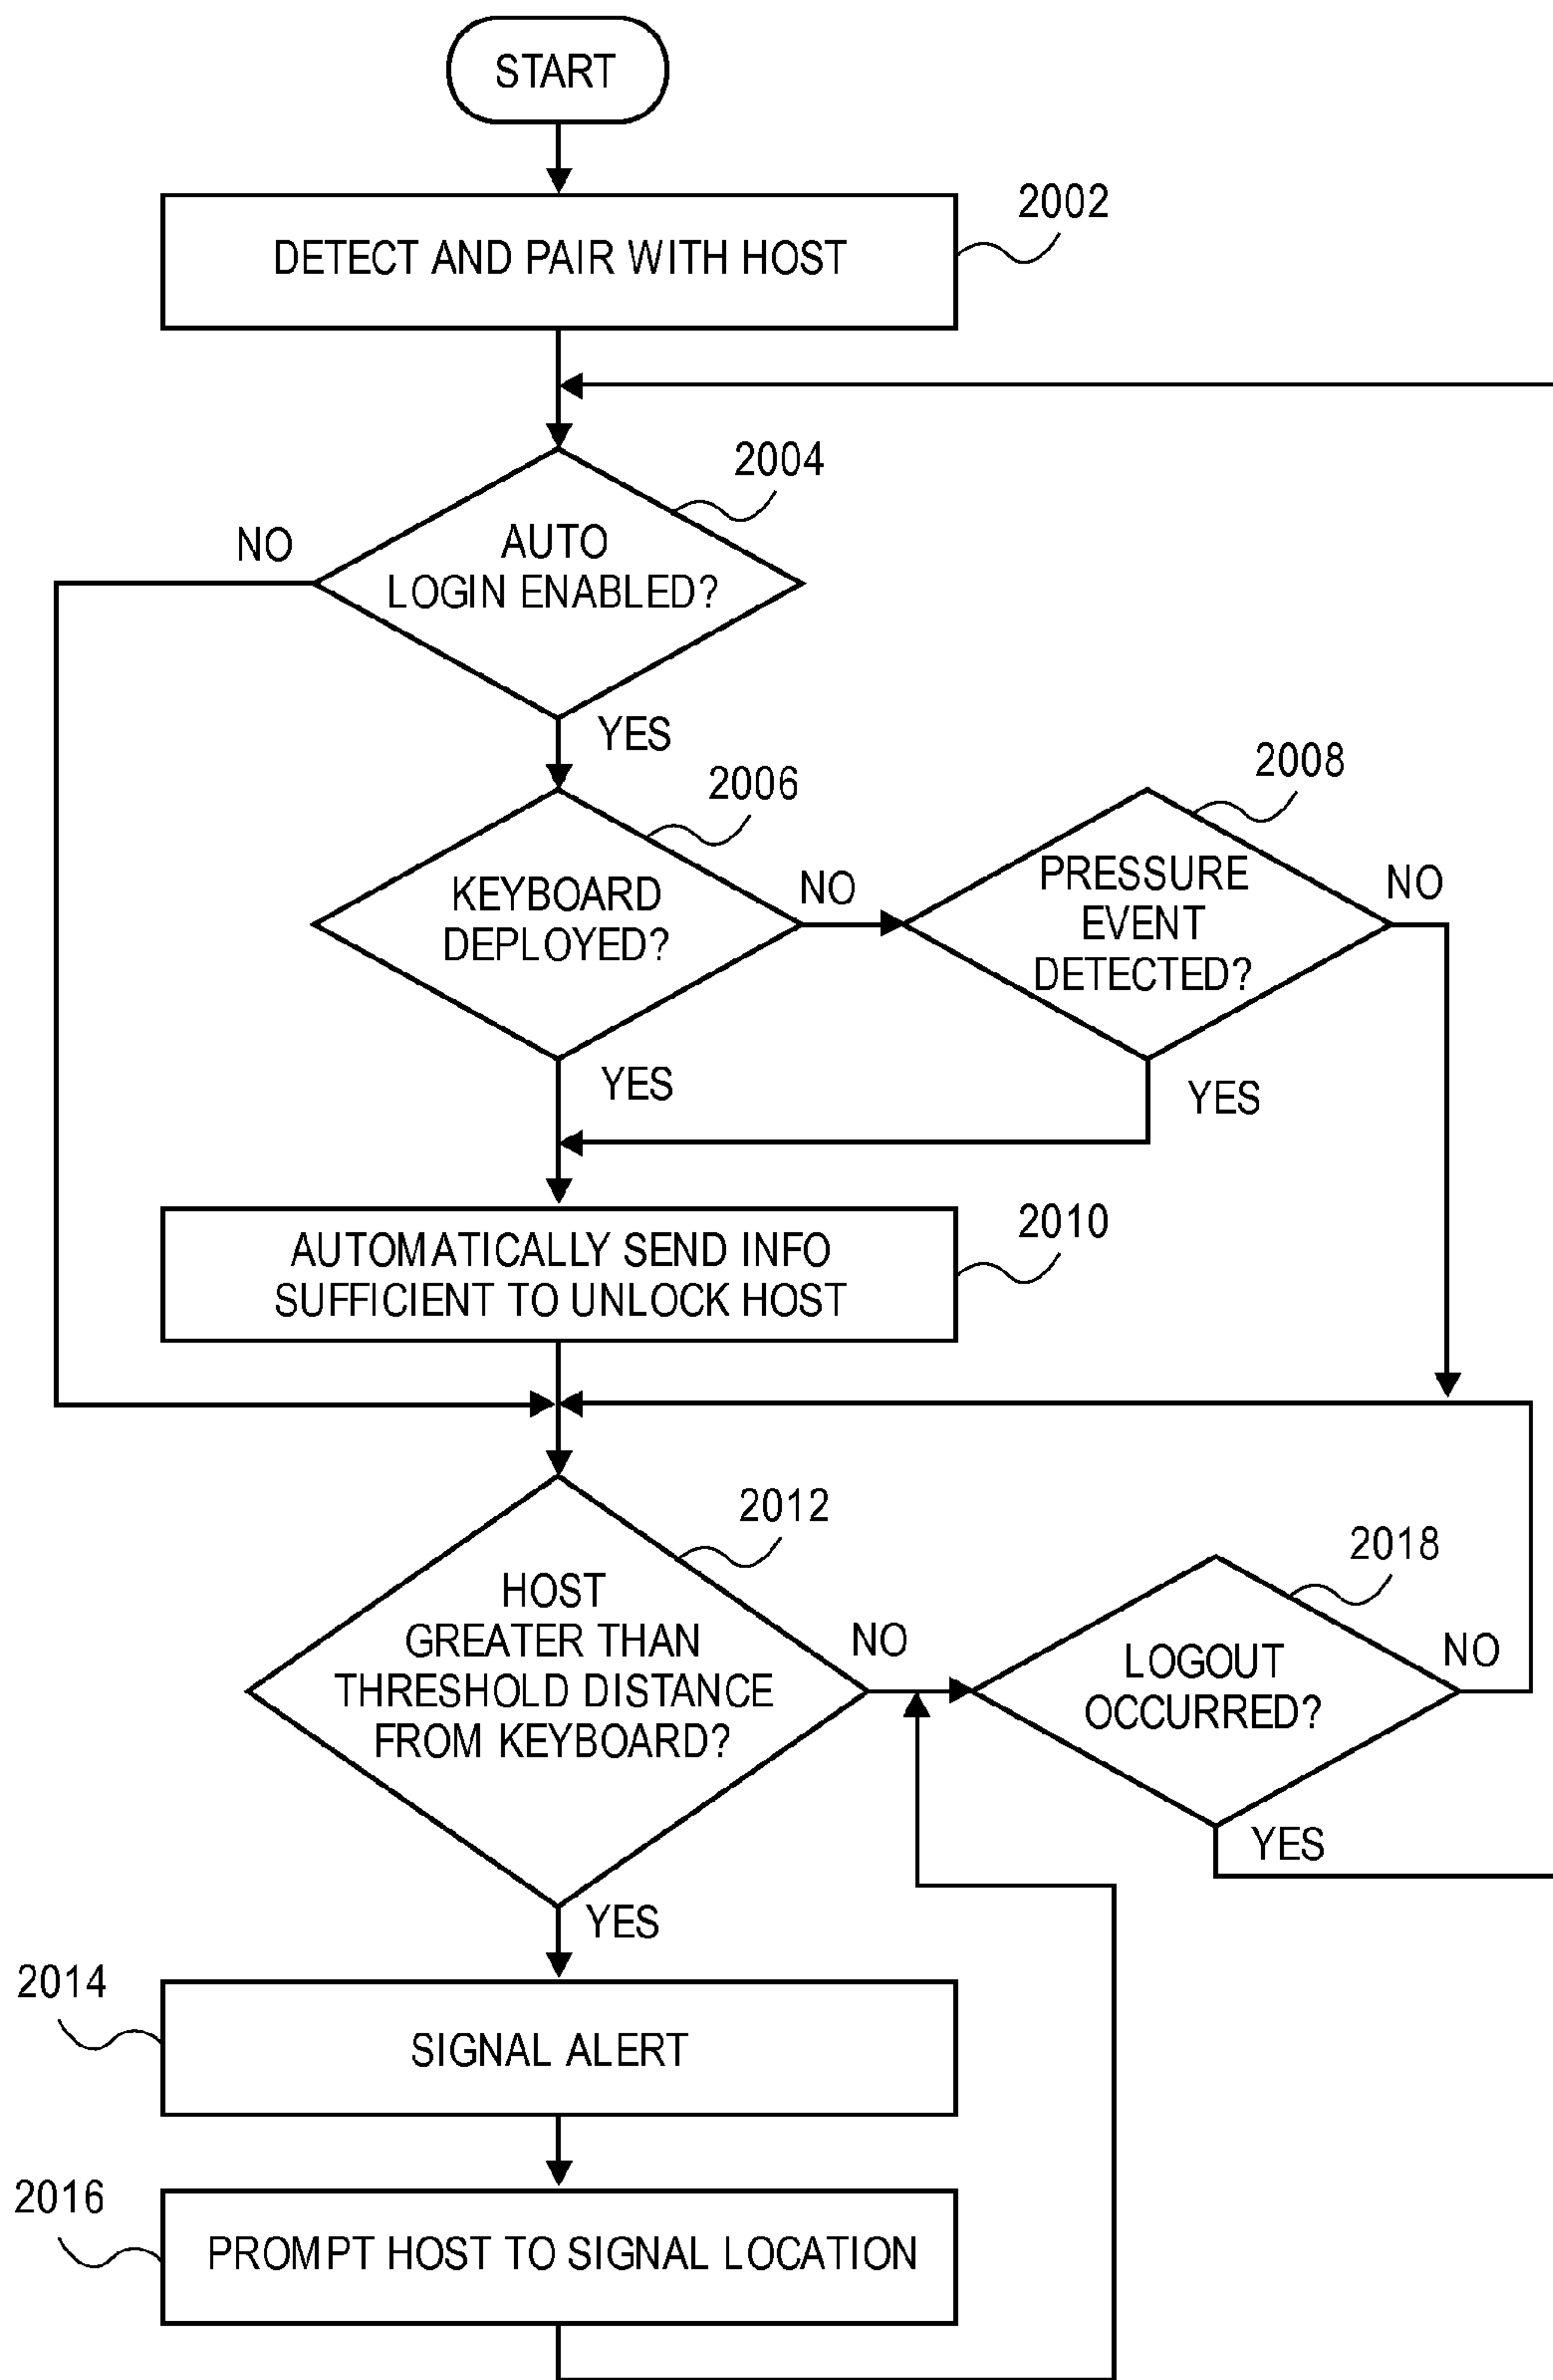 START
2002
DETECT AND PAIR WITH HOST
2004
NO
AUTO
LOGIN ENABLED?
YES
2006
2008
KEYBOARD
DEPLOYED?
NO
PRESSURE
EVENT
DETECTED?
NO
YES
YES
2010
AUTOMATICALLY SEND INFO
SUFFICIENT TO UNLOCK HOST
2012
HOST
GREATER THAN
THRESHOLD DISTANCE
FROM KEYBOARD?
NO
2018
LOGOUT
OCCURRED?
NO
YES
YES
2014
SIGNAL ALERT
2016
PROMPT HOST TO SIGNAL LOCATION